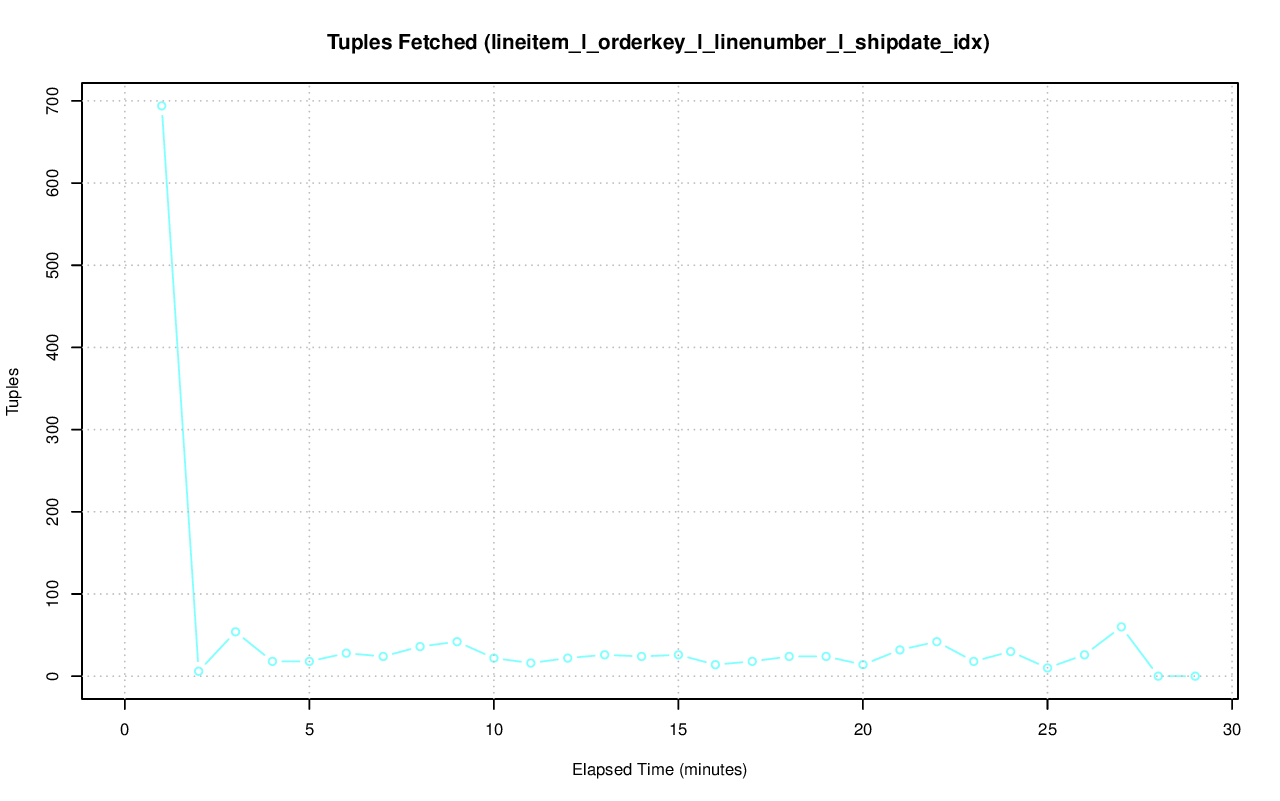 Tuples Fetched (lineitem_l_orderkey_l_linenumber_l_shipdate_idx)
700
600
500
400
300
200
100
0
Tuples
0 5 10 15 20 25 30
Elapsed Time (minutes)